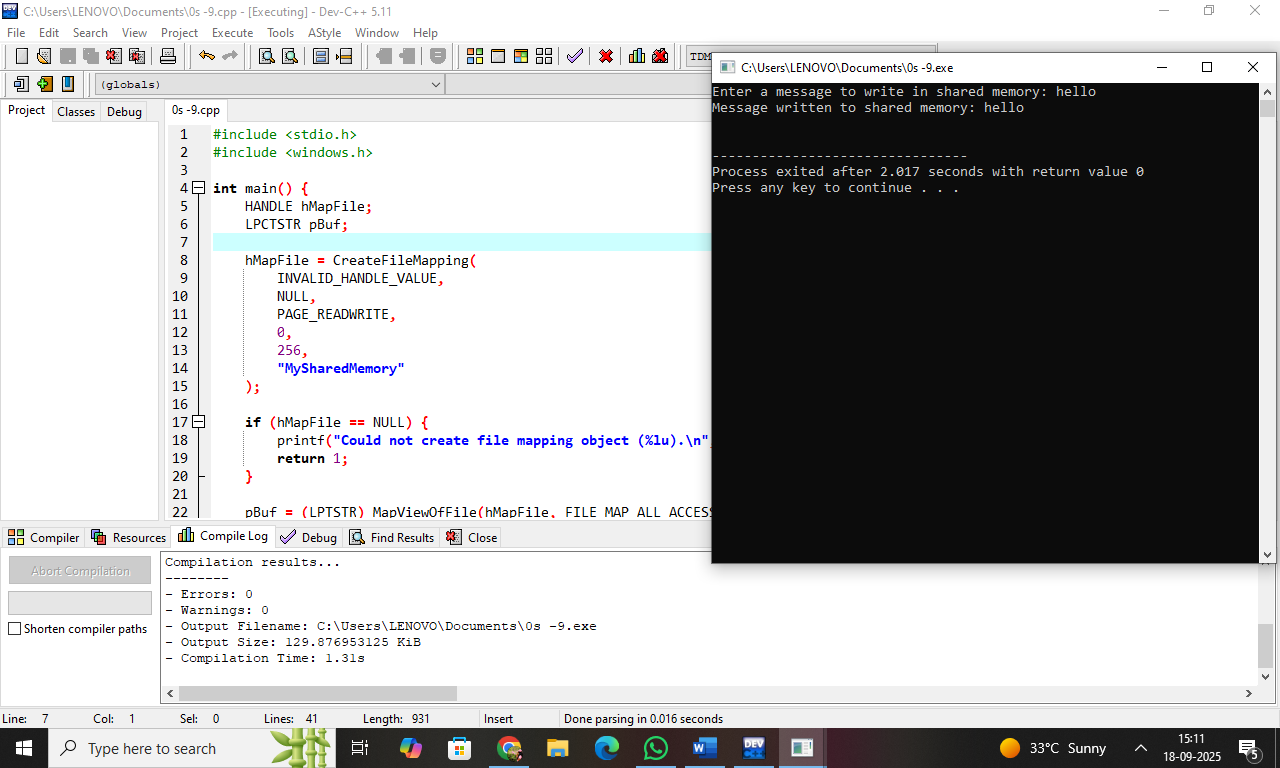 C:\Users\LENOVO\Documents\0s -9.cpp - [Executing] - Dev-C++ 5.11
File Edit Search View Project Execute Tools AStyle Window Help
TDM
(globals)
Project Classes Debug
0s -9.cpp
1 #include <stdio.h>
2 #include <windows.h>
3
4 int main() {
5 HANDLE hMapFile;
6 LPCTSTR pBuf;
7
8 hMapFile = CreateFileMapping(
9 INVALID_HANDLE_VALUE,
10 NULL,
11 PAGE_READWRITE,
12 0,
13 256,
14 "MySharedMemory"
15 );
16
17 if (hMapFile == NULL) {
18 printf("Could not create file mapping object (%lu).\n"
19 return 1;
20 }
21
22 pBuf = (LPTSTR) MapViewOfFile(hMapFile, FILE_MAP_ALL_ACCESS
C:\Users\LENOVO\Documents\0s -9.exe
Enter a message to write in shared memory: hello
Message written to shared memory: hello
--------------------------------
Process exited after 2.017 seconds with return value 0
Press any key to continue . . .
Compiler Resources Compile Log Debug Find Results Close
Abort Compilation
Shorten compiler paths
Compilation results...
--------
- Errors: 0
- Warnings: 0
- Output Filename: C:\Users\LENOVO\Documents\0s -9.exe
- Output Size: 129.876953125 KiB
- Compilation Time: 1.31s
Line: 7 Col: 1 Sel: 0 Lines: 41 Length: 931 Insert Done parsing in 0.016 seconds
Type here to search
W
DEV
33°C Sunny
15:11
18-09-2025
5